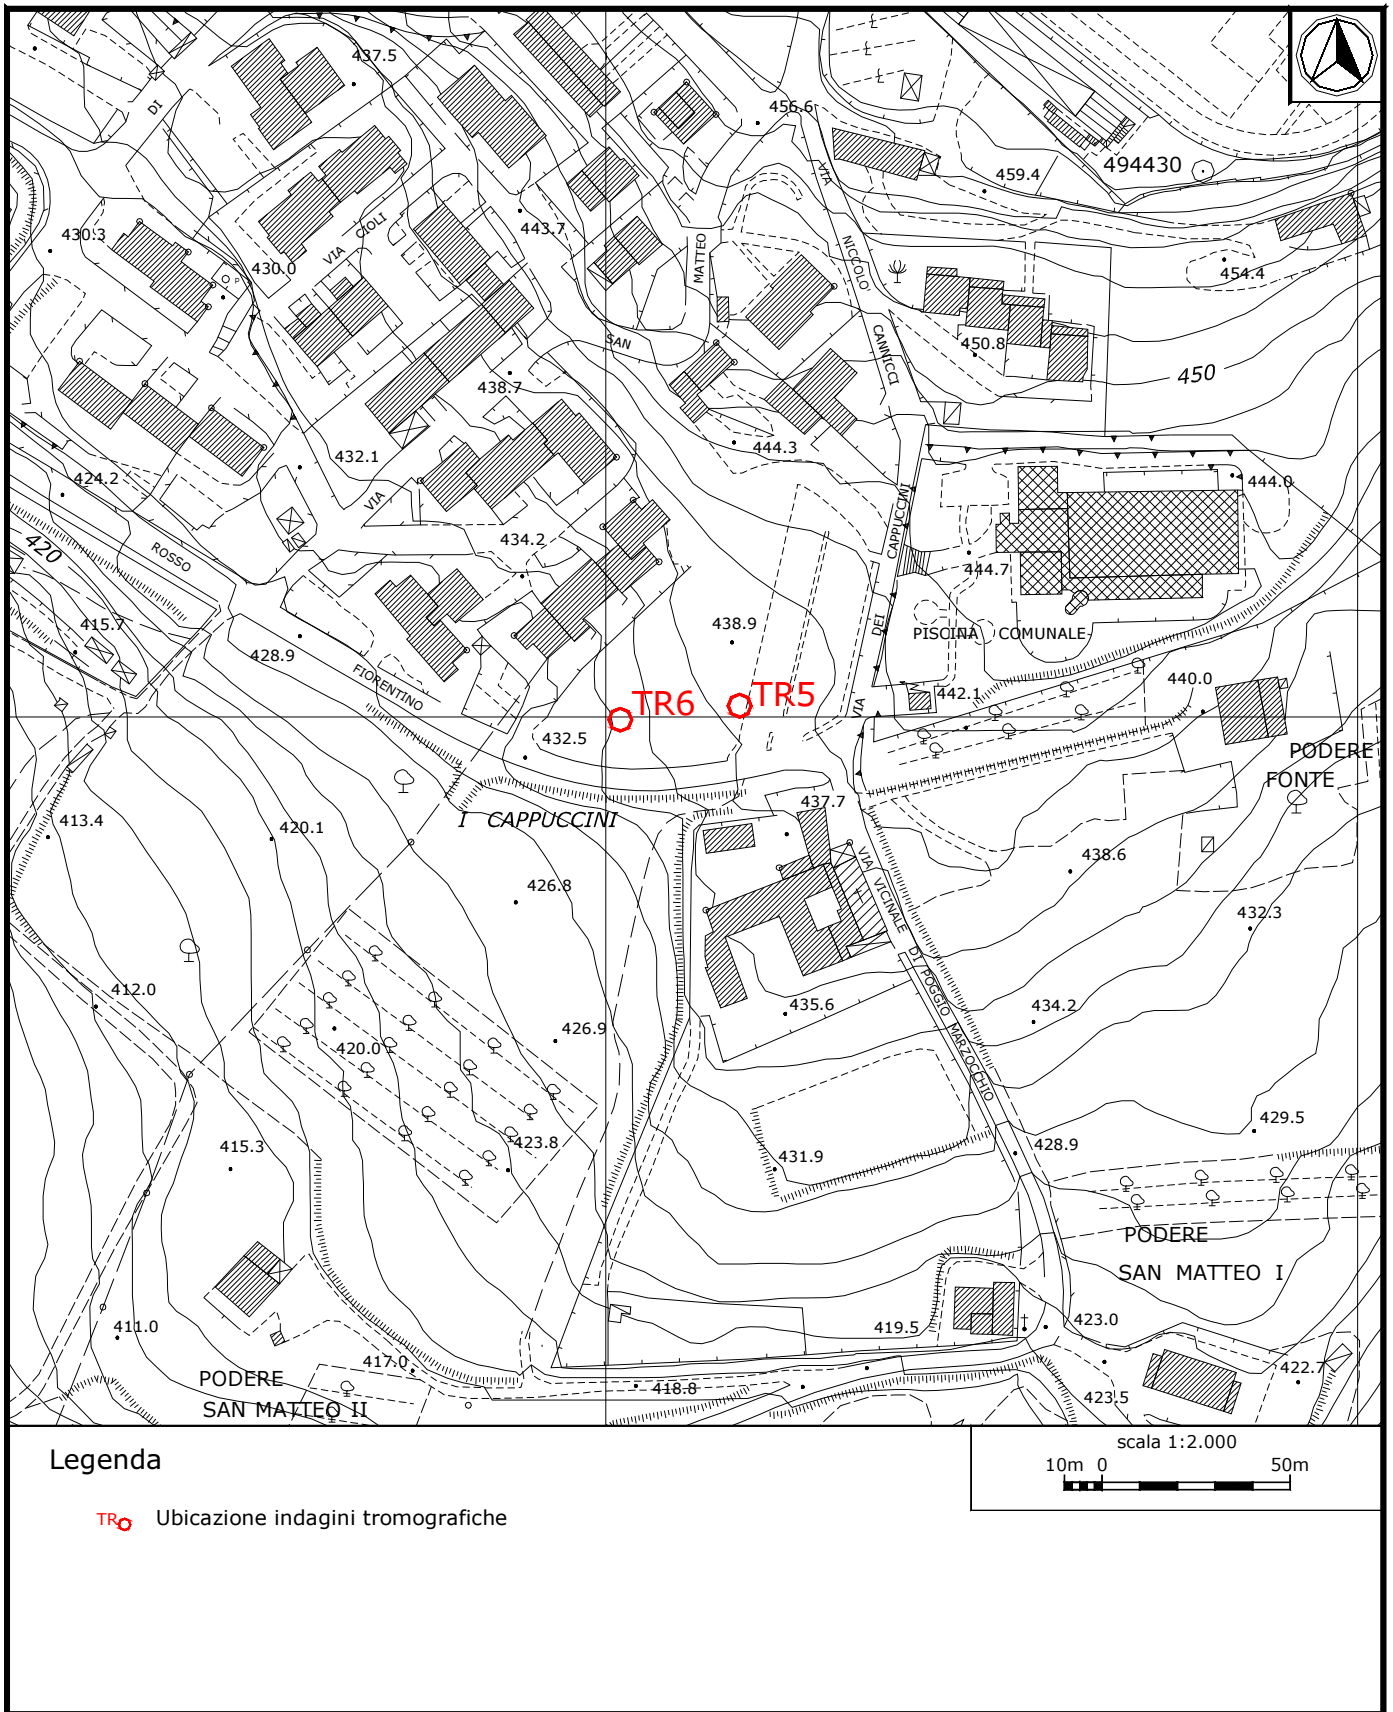 437.5
DI
456.6
VIA
459.4
494430
430.3
VIA CIOLI
430.0
443.7
MATTEO
NICCOLO'
454.4
P
SAN
CANNICCI
450.8
450
438.7
432.1
VIA
444.3
424.2
444.0
420
ROSSO
434.2
CAPPUCCINI
444.7
415.7
438.9
DEI
PISCINA COMUNALE
428.9
FIORENTINO
TR6
TR5
VIA
442.1
440.0
432.5
PODERE
FONTE
413.4
420.1
I CAPPUCCINI
437.7
426.8
438.6
VIA VICINALE DI POGGIO MARZOCCHIO
432.3
412.0
420.0
426.9
435.6
434.2
415.3
423.8
431.9
428.9
429.5
PODERE
SAN MATTEO I
411.0
419.5
423.0
417.0
418.8
422.7
423.5
PODERE
SAN MATTEO II
Legenda
TR
Ubicazione indagini tromografiche
scala 1:2.000
10m 0 50m